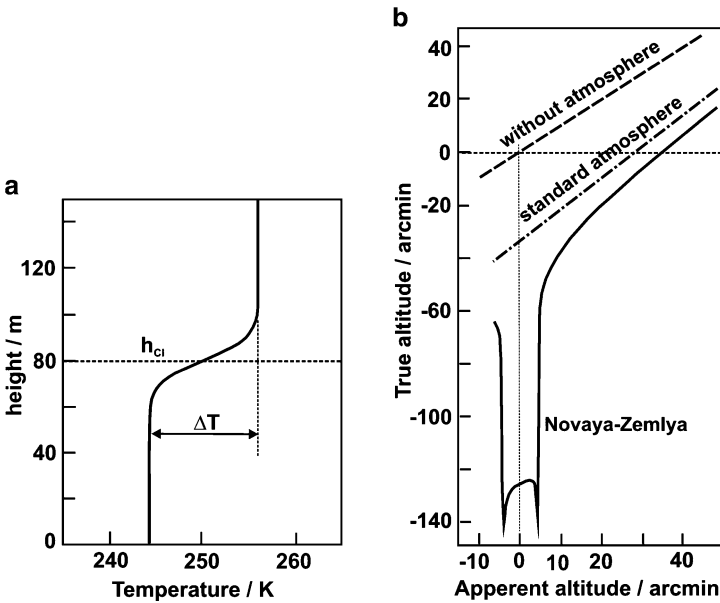 a
height / m
120
80
40
0
h_CI
ΔT
240 250 260
Temperature / K
b
True altitude / arcmin
40
20
0
-20
-60
-100
-140
without atmosphere
standard atmosphere
Novaya-Zemlya
-10 0 10 20 40
Apperent altitude / arcmin